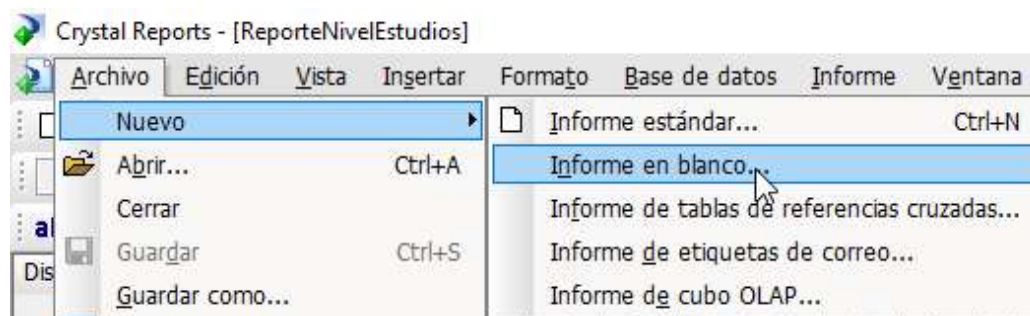 Crystal Reports - [ReporteNivelEstudios]
Archivo Edición Vista Insertar Formato Base de datos Informe Ventana
Nuevo
Informe estándar... Ctrl+N
Abrir... Ctrl+A
Informe en blanco...
Cerrar
Informe de tablas de referencias cruzadas...
Guardar Ctrl+S
Informe de etiquetas de correo...
Dis
Guardar como...
Informe de cubo OLAP...